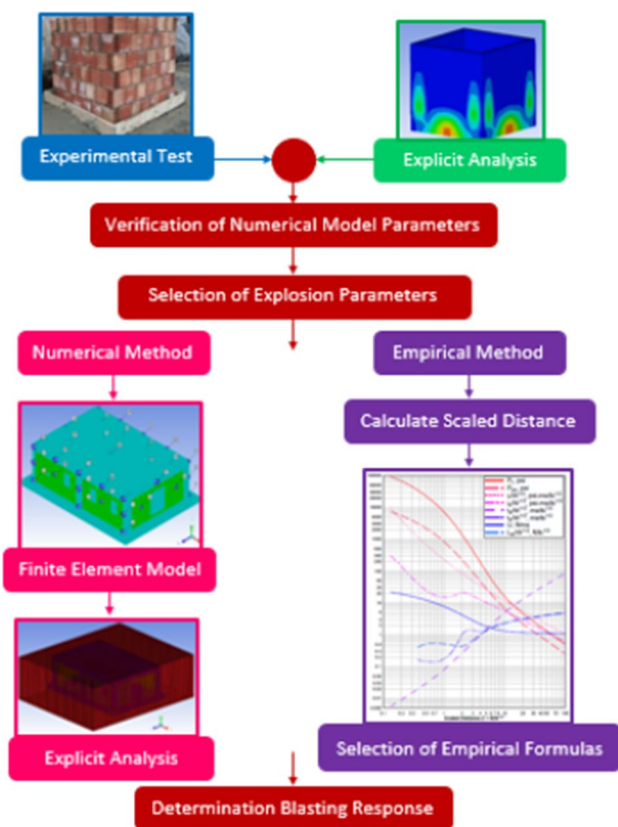 Experimental Test
Explicit Analysis
Verification of Numerical Model Parameters
Selection of Explosion Parameters
Numerical Method
Empirical Method
Calculate Scaled Distance
Finite Element Model
Explicit Analysis
Selection of Empirical Formulas
Determination Blasting Response